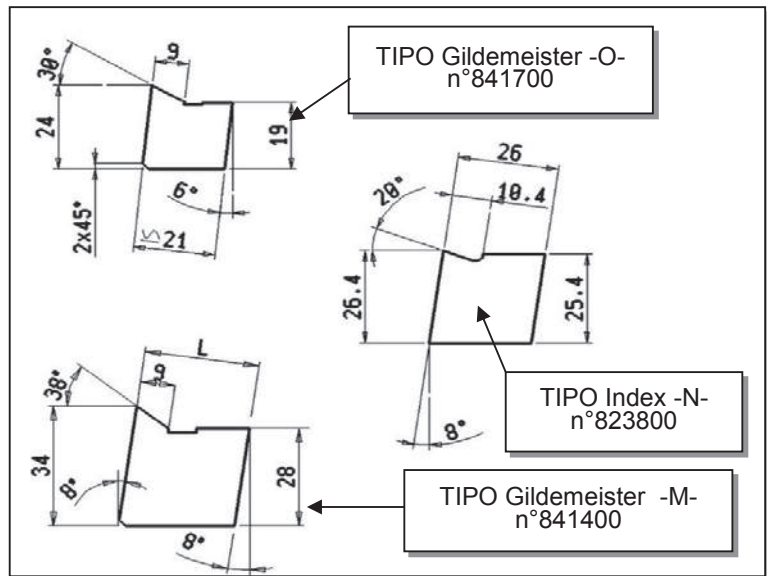 TIPO Gildemeister -O-
n°841700
30°
9
24
19
6°
2x45°
21
26
20°
10.4
26.4
25.4
8°
TIPO Index -N-
n°823800
L
38°
9
34
8°
28
8°
TIPO Gildemeister -M-
n°841400